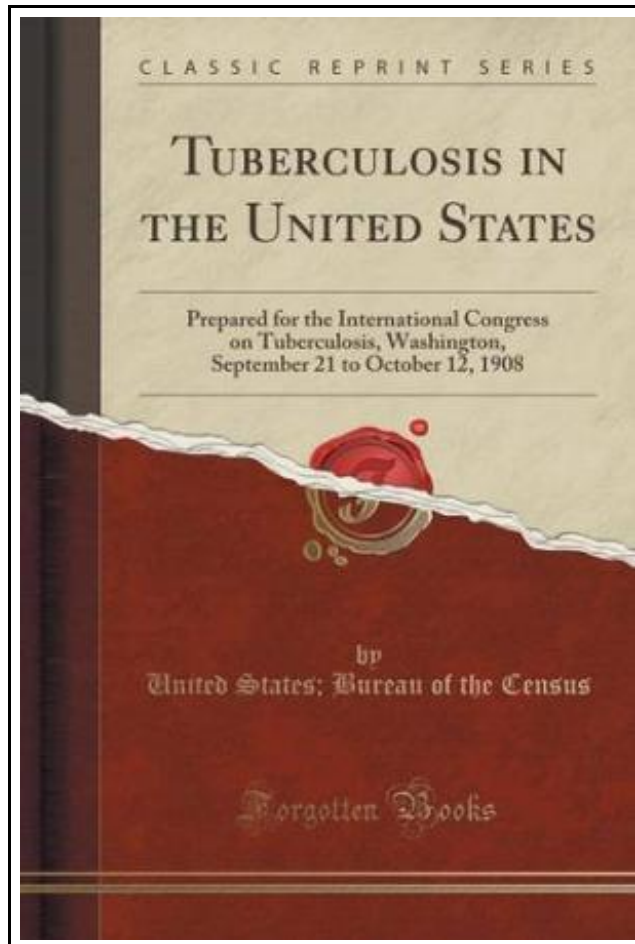 CLASSIC REPRINT SERIES
TUBERCULOSIS IN
THE UNITED STATES
Prepared for the International Congress
on Tuberculosis, Washington,
September 21 to October 12, 1908
by
United States; Bureau of the Census
Forgotten Books